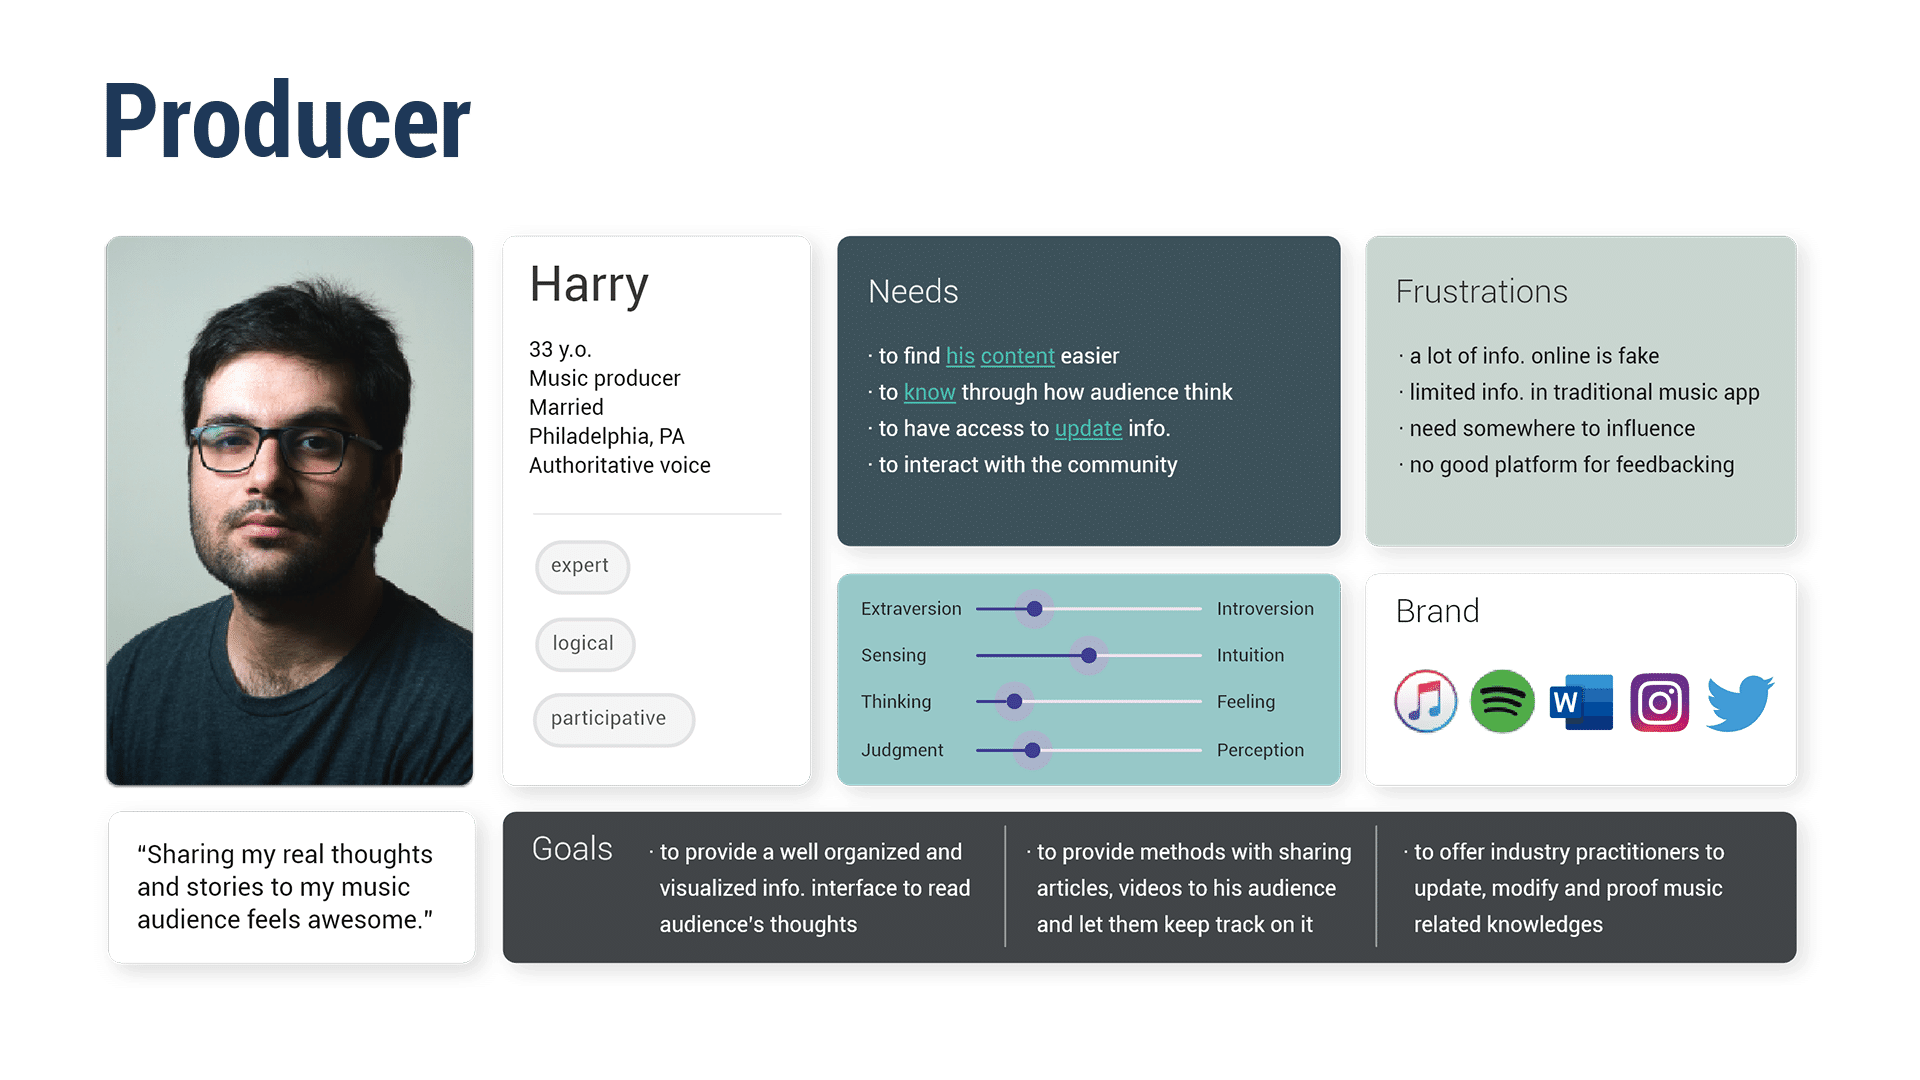 Producer
Harry
33 y.o.
Music producer
Married
Philadelphia, PA
Authoritative voice
expert
logical
participative
Needs
· to find his content easier
· to know through how audience think
· to have access to update info.
· to interact with the community
Frustrations
· a lot of info. online is fake
· limited info. in traditional music app
· need somewhere to influence
· no good platform for feedbacking
Extraversion Introversion
Sensing Intuition
Thinking Feeling
Judgment Perception
Brand
W
“Sharing my real thoughts
and stories to my music
audience feels awesome.”
Goals
· to provide a well organized and
visualized info. interface to read
audience's thoughts
· to provide methods with sharing
articles, videos to his audience
and let them keep track on it
· to offer industry practitioners to
update, modify and proof music
related knowledges